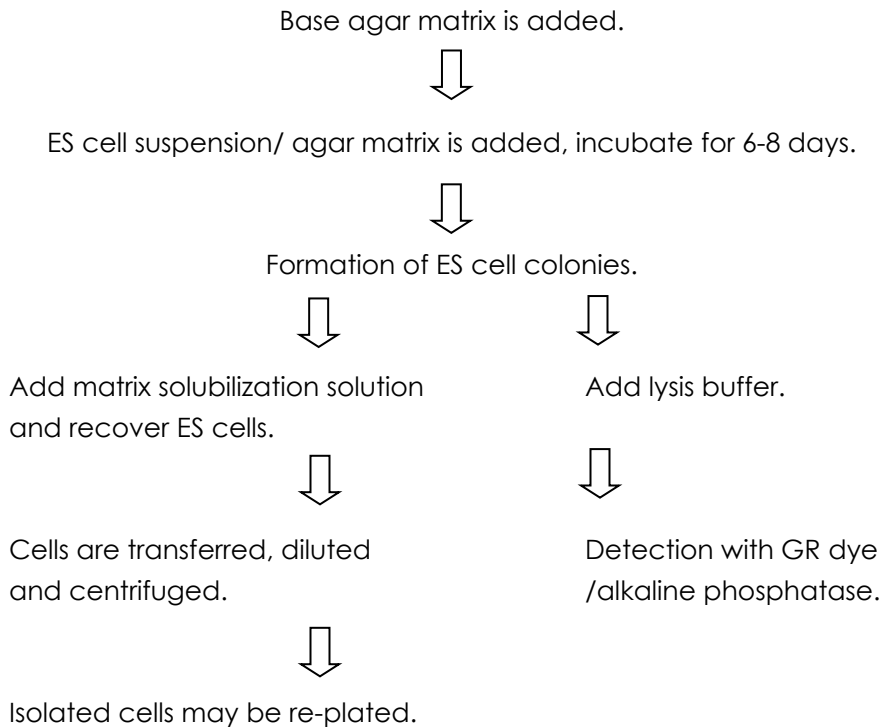 Base agar matrix is added.
ES cell suspension/ agar matrix is added, incubate for 6-8 days.
Formation of ES cell colonies.
Add matrix solubilization solution
and recover ES cells.
Add lysis buffer.
Cells are transferred, diluted
and centrifuged.
Detection with GR dye
/alkaline phosphatase.
Isolated cells may be re-plated.